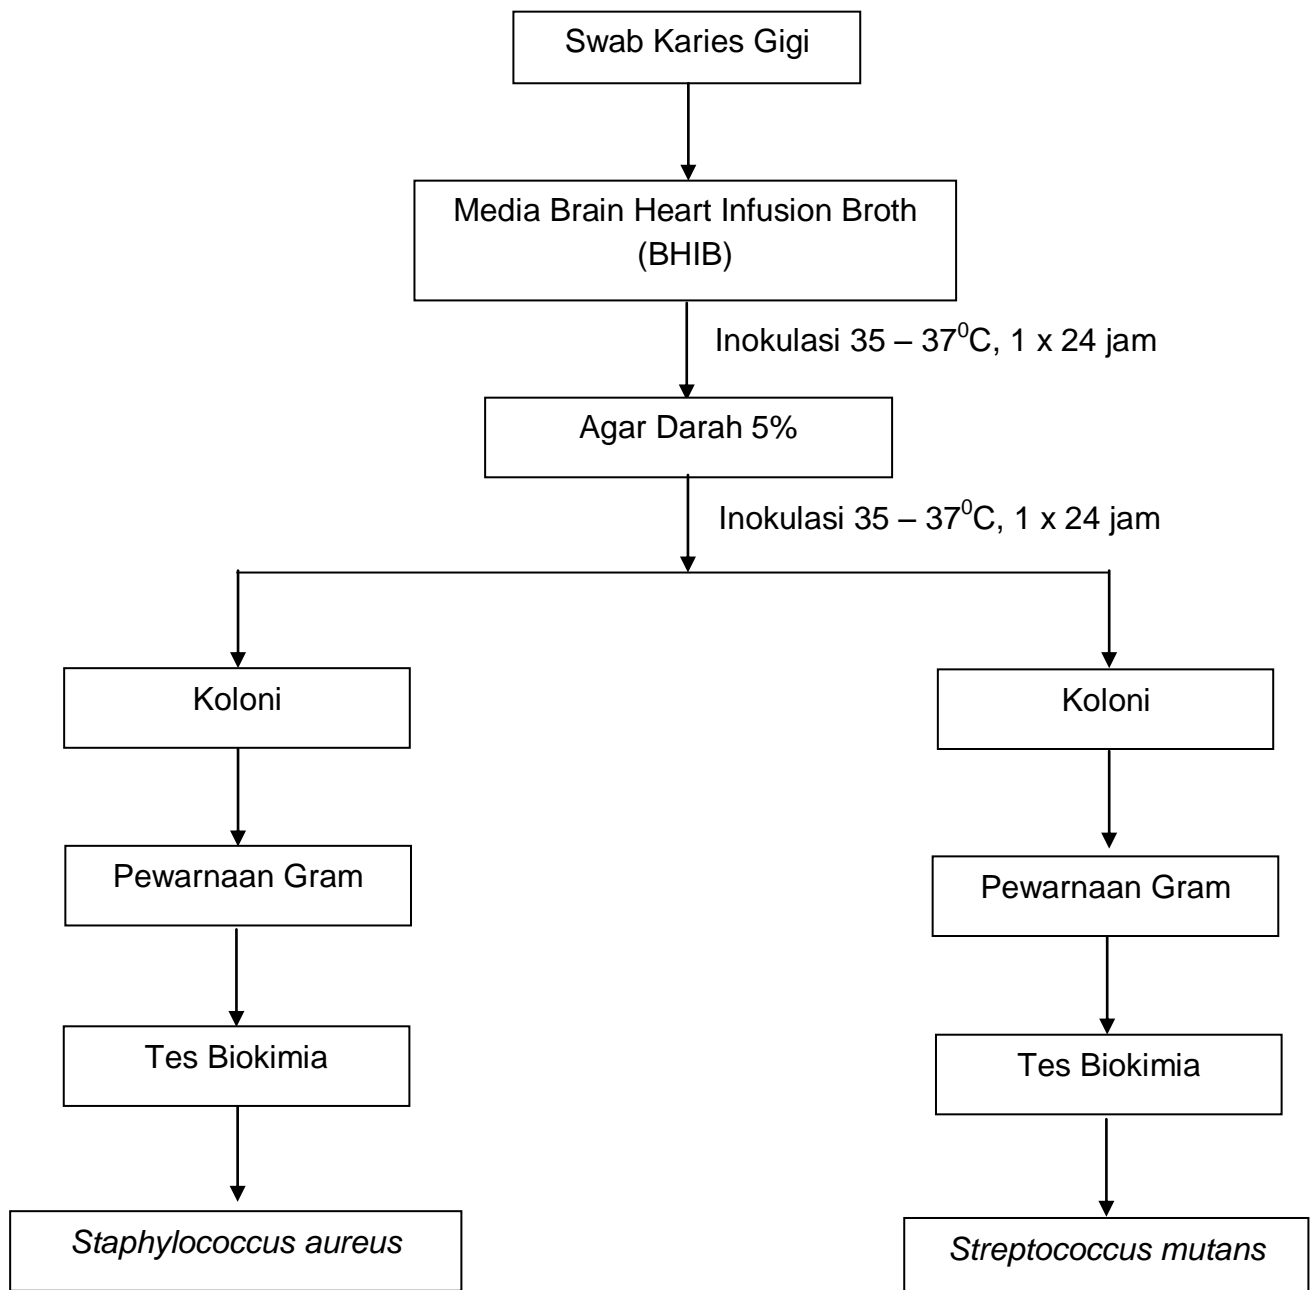 Swab Karies Gigi
Media Brain Heart Infusion Broth
(BHIB)
Inokulasi 35 – 37⁰C, 1 x 24 jam
Agar Darah 5%
Inokulasi 35 – 37⁰C, 1 x 24 jam
Koloni
Koloni
Pewarnaan Gram
Pewarnaan Gram
Tes Biokimia
Tes Biokimia
Staphylococcus aureus
Streptococcus mutans